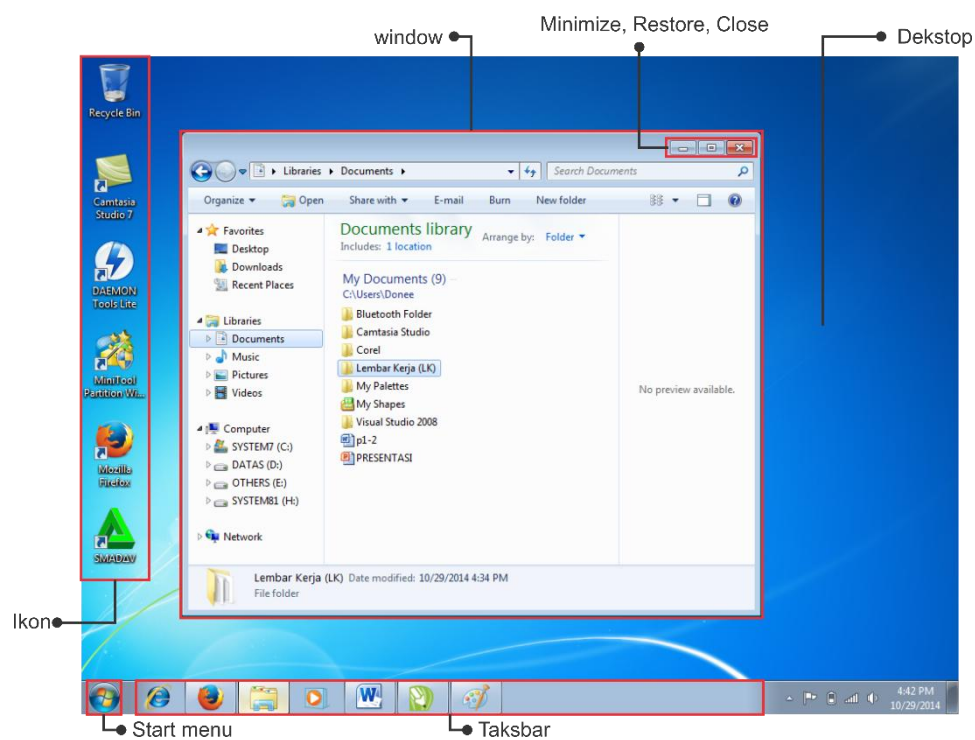 window
Minimize, Restore, Close
Dekstop
Recycle Bin
Camtasia
Studio 7
DAEMON
Tools Lite
MiniTool
Partition Wi...
Mozilla
Firefox
SMADAV
Libraries Documents
Search Documents
Organize Open Share with E-mail Burn New folder
Favorites
Desktop
Downloads
Recent Places
Libraries
Documents
Music
Pictures
Videos
Computer
SYSTEM7 (C:)
DATAS (D:)
OTHERS (E:)
SYSTEM81 (H:)
Network
Documents library
Includes: 1 location
Arrange by: Folder
My Documents (9)
C:\Users\Donee
Bluetooth Folder
Camtasia Studio
Corel
Lembar Kerja (LK)
My Palettes
My Shapes
Visual Studio 2008
p1-2
PRESENTASI
No preview available.
Lembar Kerja (LK) Date modified: 10/29/2014 4:34 PM
File folder
Ikon
4:42 PM
10/29/2014
Start menu
Taksbar